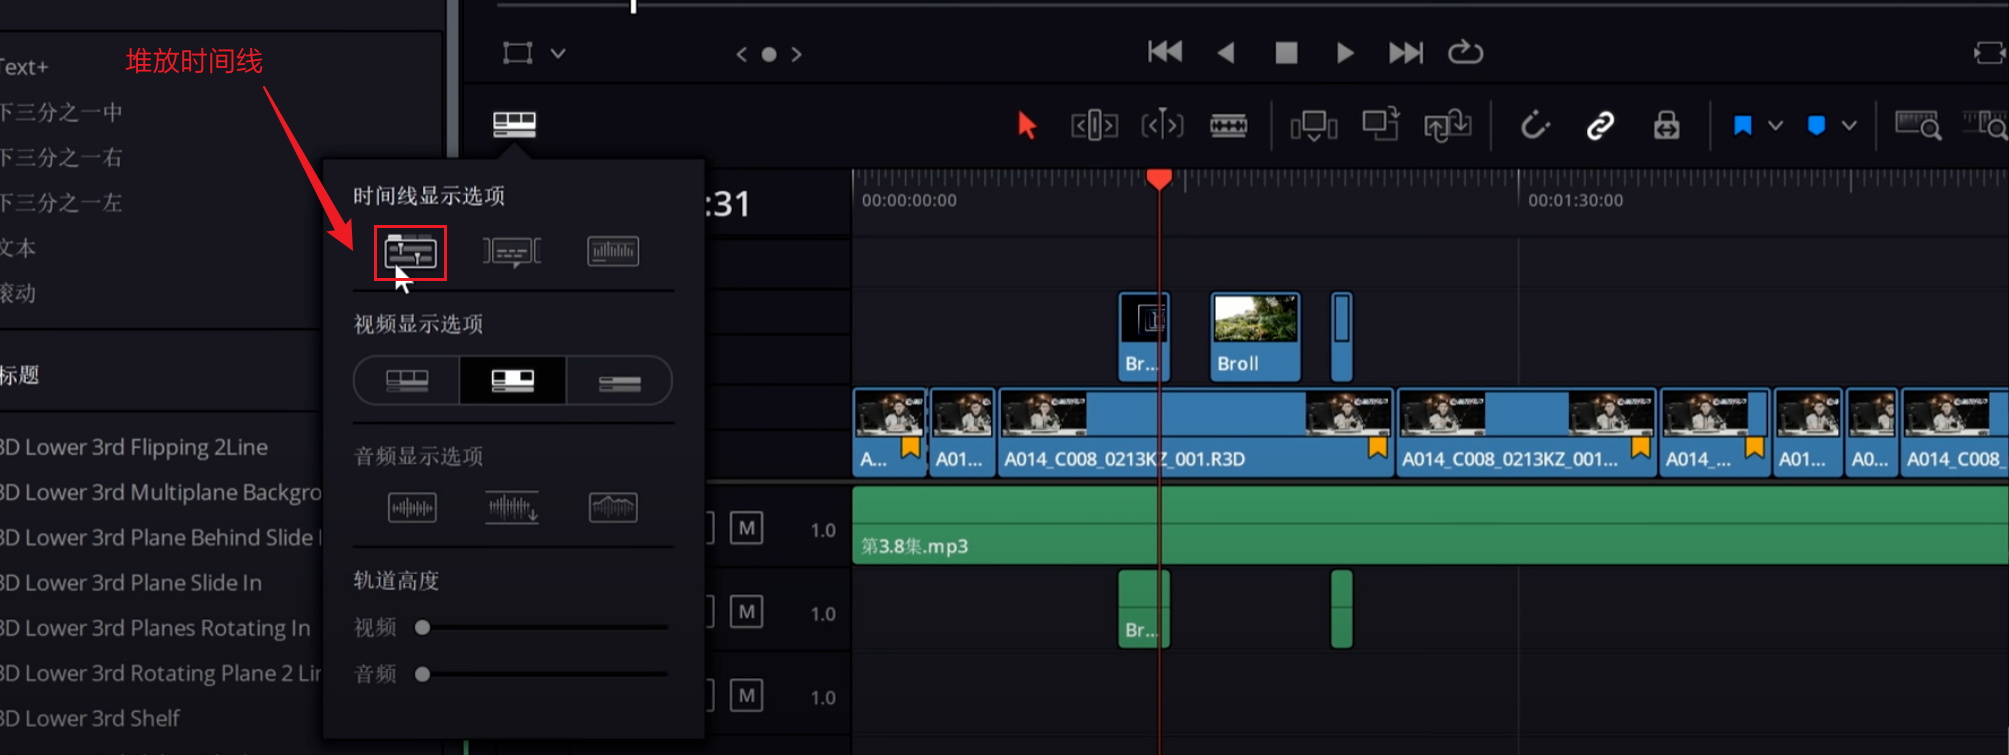 堆放时间线
Text+
下三分之一中
下三分之一右
下三分之一左
文本
滚动
标题
3D Lower 3rd Flipping 2Line
3D Lower 3rd Multiplane Backgro
3D Lower 3rd Plane Behind Slide
3D Lower 3rd Plane Slide In
3D Lower 3rd Planes Rotating In
3D Lower 3rd Rotating Plane 2 Lin
3D Lower 3rd Shelf
时间线显示选项
视频显示选项
音频显示选项
轨道高度
视频
音频
:31
00:00:00:00
00:01:30:00
Br...
Broll
A...
A01...
A014_C008_0213KZ_001.R3D
A014_C008_0213KZ_001...
A014_...
A01...
A0...
A014_C008_
M
1.0
第3.8集.mp3
M
1.0
Br...
M
1.0